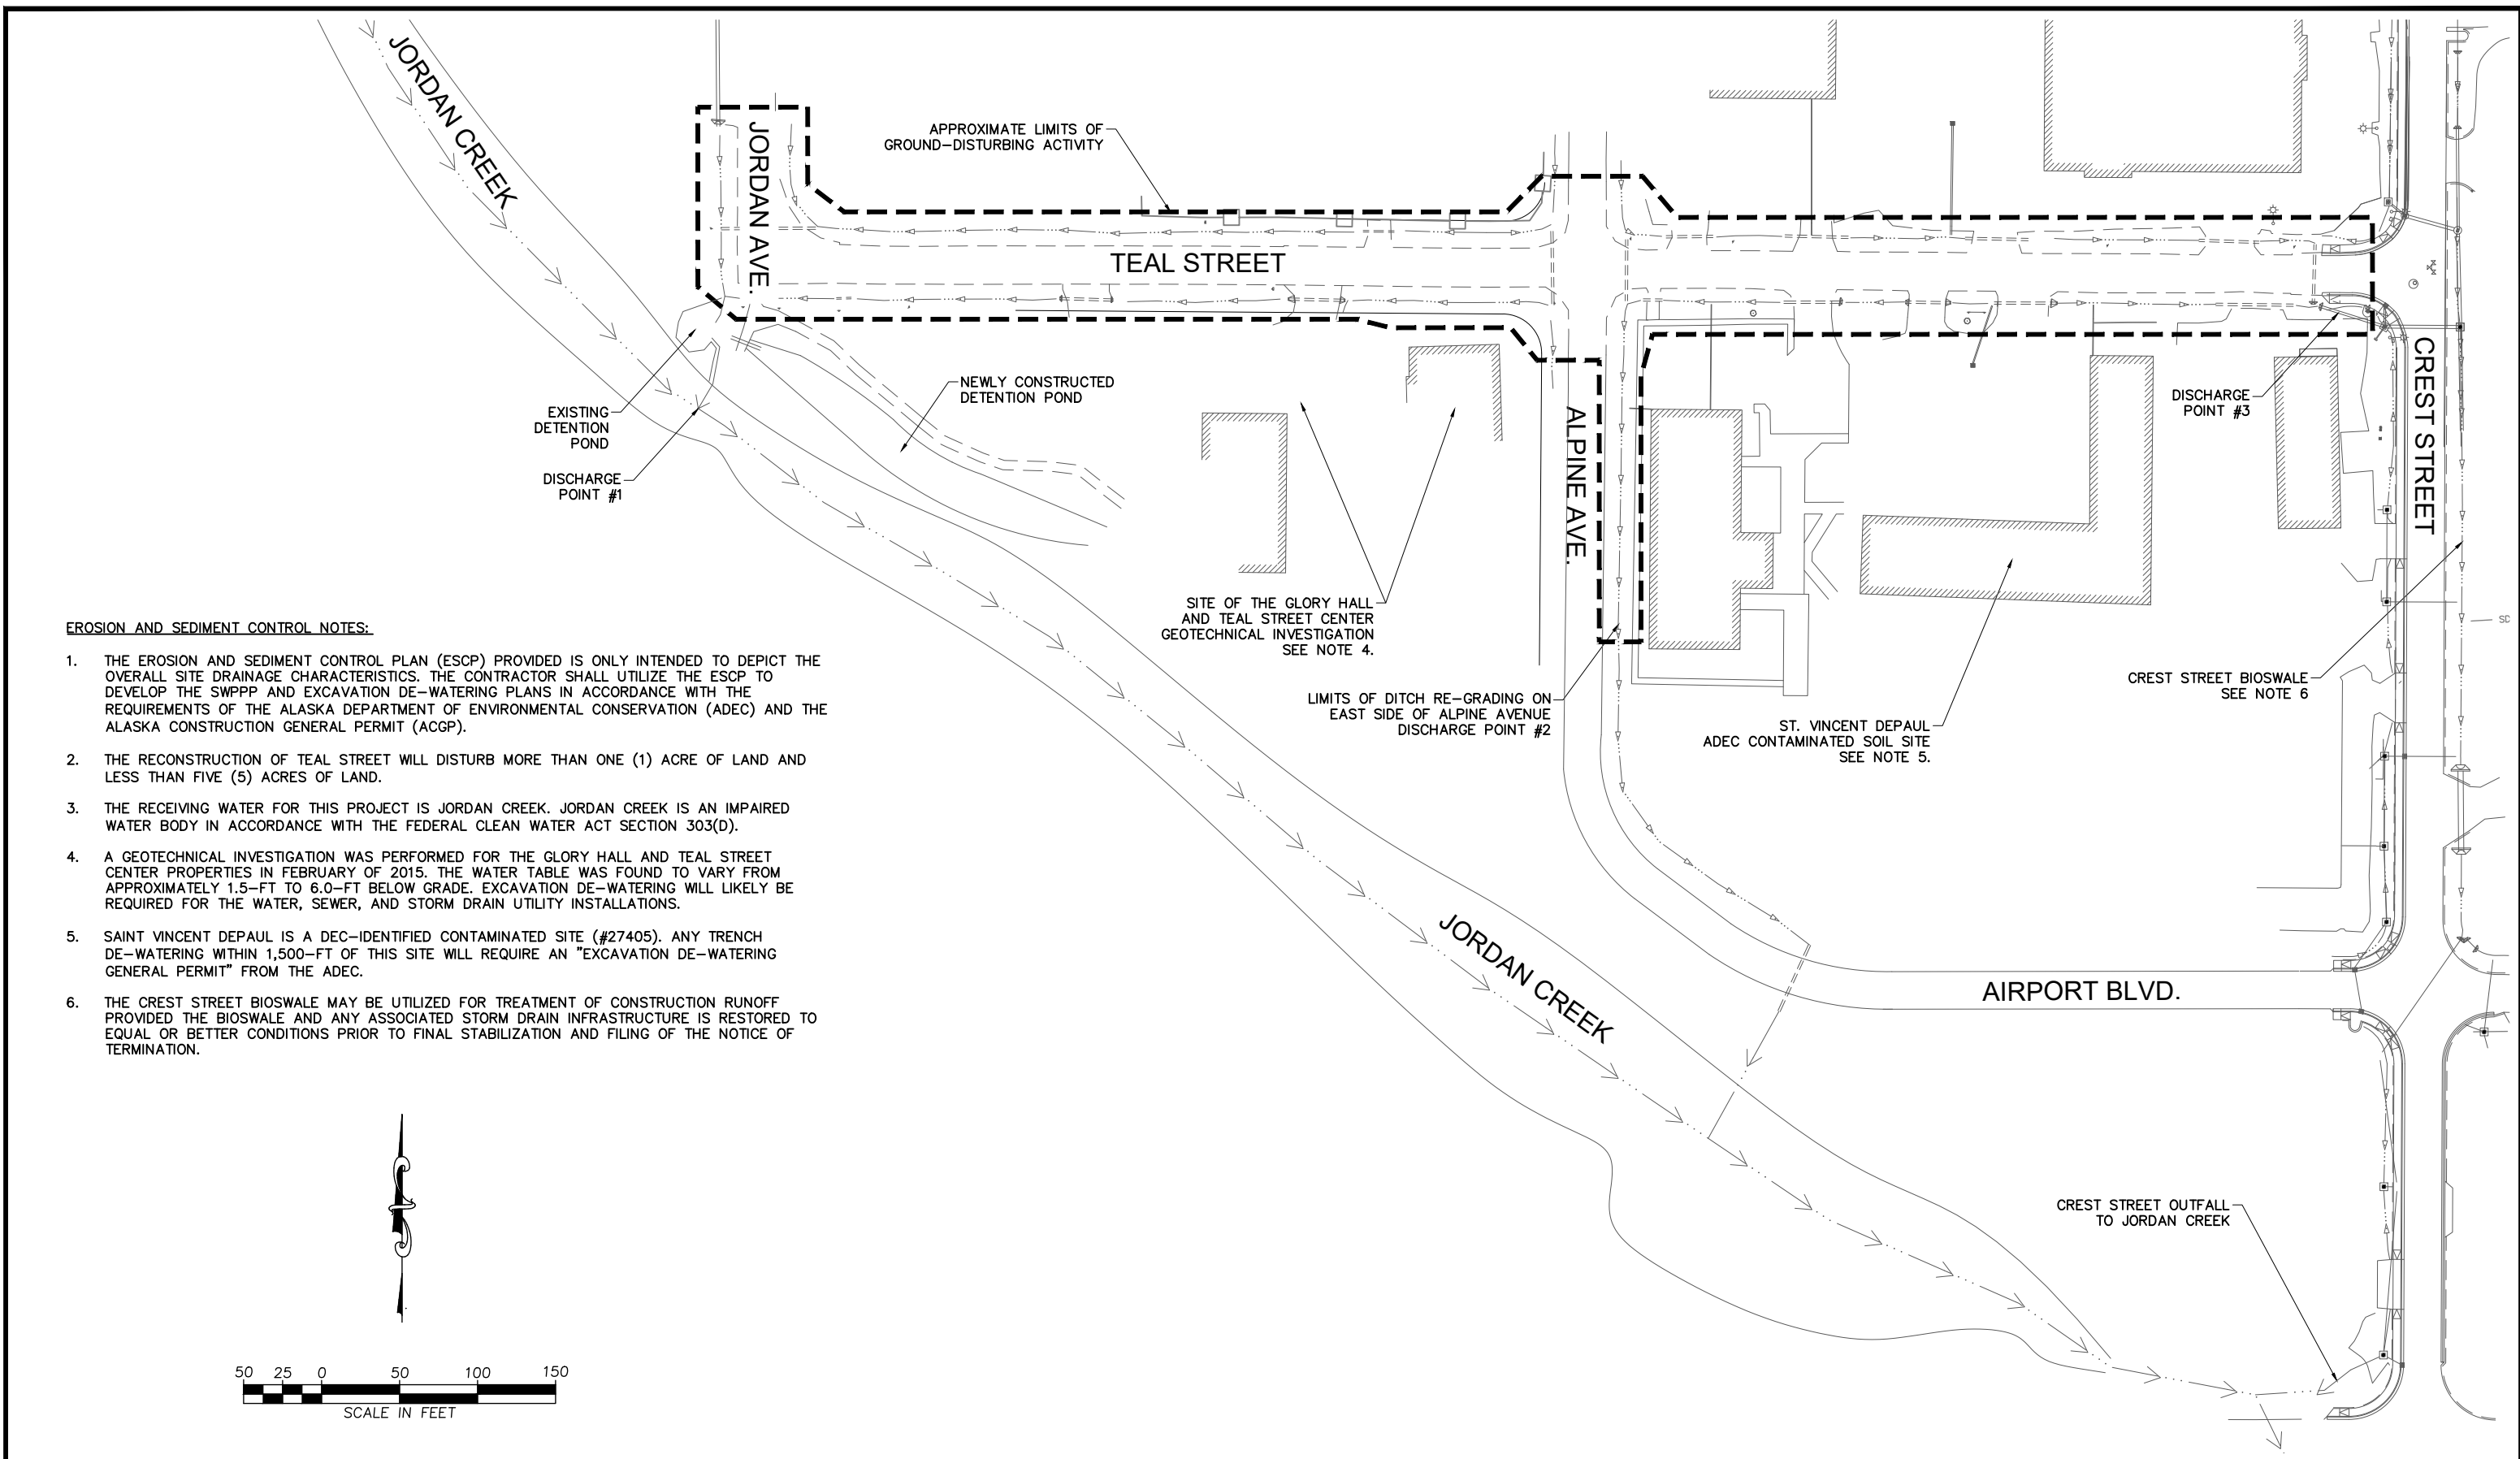 JORDAN CREEK
JORDAN AVE.
APPROXIMATE LIMITS OF
GROUND-DISTURBING ACTIVITY
TEAL STREET
EXISTING
DETENTION
POND
DISCHARGE
POINT #1
NEWLY CONSTRUCTED
DETENTION POND
ALPINE AVE.
DISCHARGE
POINT #3
CREST STREET
SITE OF THE GLORY HALL
AND TEAL STREET CENTER
GEOTECHNICAL INVESTIGATION
SEE NOTE 4.
LIMITS OF DITCH RE-GRADING ON
EAST SIDE OF ALPINE AVENUE
DISCHARGE POINT #2
ST. VINCENT DEPAUL
ADEC CONTAMINATED SOIL SITE
SEE NOTE 5.
CREST STREET BIOSWALE
SEE NOTE 6
SD
EROSION AND SEDIMENT CONTROL NOTES:
1. THE EROSION AND SEDIMENT CONTROL PLAN (ESCP) PROVIDED IS ONLY INTENDED TO DEPICT THE
OVERALL SITE DRAINAGE CHARACTERISTICS. THE CONTRACTOR SHALL UTILIZE THE ESCP TO
DEVELOP THE SWPPP AND EXCAVATION DE-WATERING PLANS IN ACCORDANCE WITH THE
REQUIREMENTS OF THE ALASKA DEPARTMENT OF ENVIRONMENTAL CONSERVATION (ADEC) AND THE
ALASKA CONSTRUCTION GENERAL PERMIT (ACGP).
2. THE RECONSTRUCTION OF TEAL STREET WILL DISTURB MORE THAN ONE (1) ACRE OF LAND AND
LESS THAN FIVE (5) ACRES OF LAND.
3. THE RECEIVING WATER FOR THIS PROJECT IS JORDAN CREEK. JORDAN CREEK IS AN IMPAIRED
WATER BODY IN ACCORDANCE WITH THE FEDERAL CLEAN WATER ACT SECTION 303(D).
4. A GEOTECHNICAL INVESTIGATION WAS PERFORMED FOR THE GLORY HALL AND TEAL STREET
CENTER PROPERTIES IN FEBRUARY OF 2015. THE WATER TABLE WAS FOUND TO VARY FROM
APPROXIMATELY 1.5-FT TO 6.0-FT BELOW GRADE. EXCAVATION DE-WATERING WILL LIKELY BE
REQUIRED FOR THE WATER, SEWER, AND STORM DRAIN UTILITY INSTALLATIONS.
5. SAINT VINCENT DEPAUL IS A DEC-IDENTIFIED CONTAMINATED SITE (#27405). ANY TRENCH
DE-WATERING WITHIN 1,500-FT OF THIS SITE WILL REQUIRE AN "EXCAVATION DE-WATERING
GENERAL PERMIT" FROM THE ADEC.
6. THE CREST STREET BIOSWALE MAY BE UTILIZED FOR TREATMENT OF CONSTRUCTION RUNOFF
PROVIDED THE BIOSWALE AND ANY ASSOCIATED STORM DRAIN INFRASTRUCTURE IS RESTORED TO
EQUAL OR BETTER CONDITIONS PRIOR TO FINAL STABILIZATION AND FILING OF THE NOTICE OF
TERMINATION.
JORDAN CREEK
AIRPORT BLVD.
CREST STREET OUTFALL
TO JORDAN CREEK
50 25 0 50 100 150
SCALE IN FEET